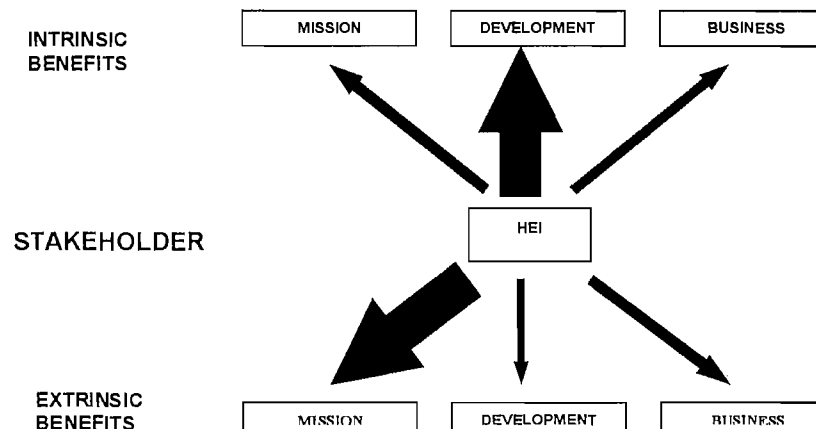 INTRINSIC
BENEFITS
MISSION
DEVELOPMENT
BUSINESS
STAKEHOLDER
HEI
EXTRINSIC
BENEFITS
MISSION
DEVELOPMENT
BUSINESS